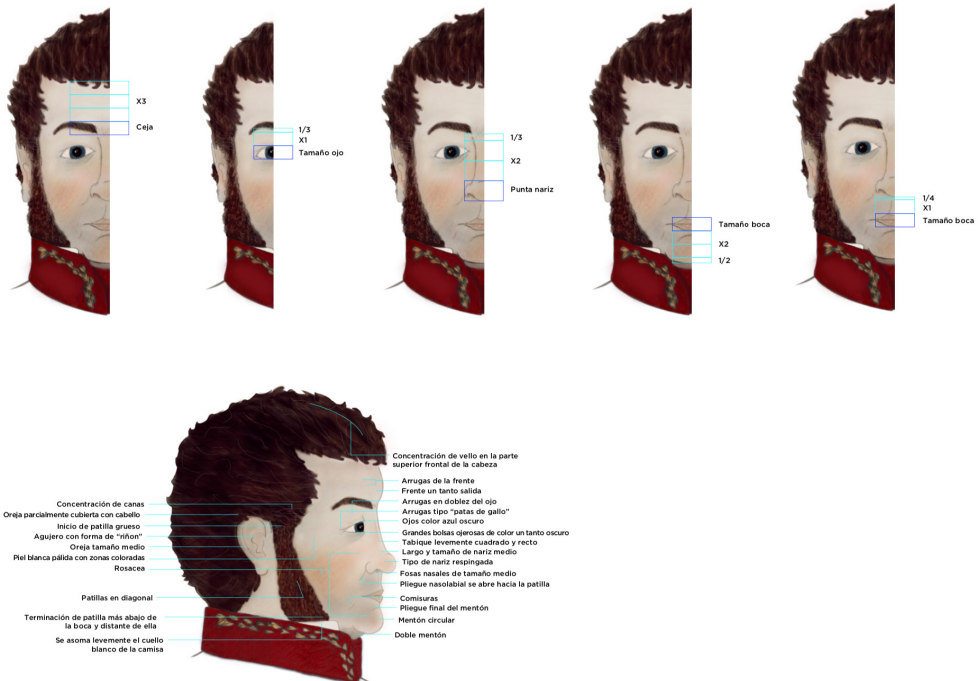 X3
Ceja
1/3
X1
Tamaño ojo
1/3
X2
Punta nariz
Tamaño boca
X2
1/2
1/4
X1
Tamaño boca
Concentración de canas
Oreja parcialmente cubierta con cabello
Inicio de patilla grueso
Agujero con forma de “riñon”
Oreja tamaño medio
Piel blanca pálida con zonas coloradas
Rosacea
Patillas en diagonal
Terminación de patilla más abajo de
la boca y distante de ella
Se asoma levemente el cuello
blanco de la camisa
Concentración de vello en la parte
superior frontal de la cabeza
Arrugas de la frente
Frente un tanto salida
Arrugas en doblez del ojo
Arrugas tipo “patas de gallo”
Ojos color azul oscuro
Grandes bolsas ojerosas de color un tanto oscuro
Tabique levemente cuadrado y recto
Largo y tamaño de nariz medio
Tipo de nariz respingada
Fosas nasales de tamaño medio
Pliegue nasolabial se abre hacia la patilla
Comisuras
Pliegue final del mentón
Mentón circular
Doble mentón